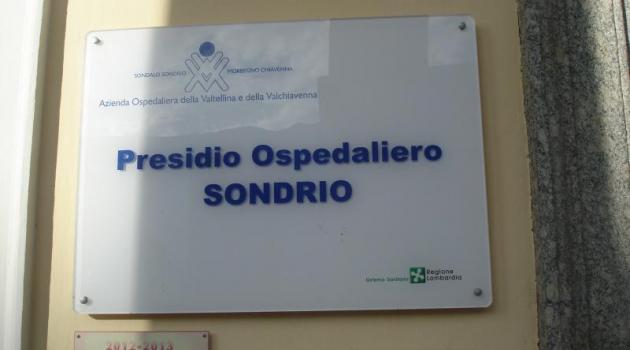 SONDALO SONDRIO MORBEGNO CHIAVENNA
Azienda Ospedaliera della Valtellina e della Valchiavenna
Presidio Ospedaliero
SONDRIO
Sistema Sanitario Regione
Lombardia
2012-2013